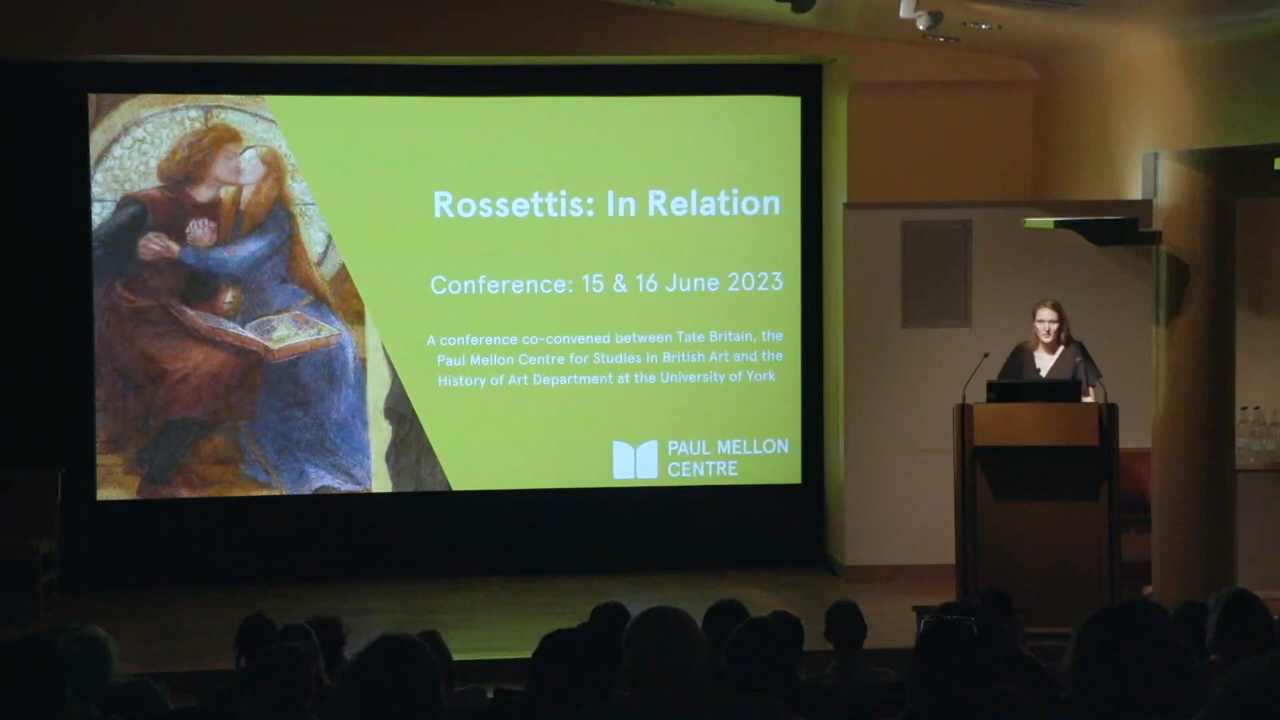 Rossettis: In Relation
Conference: 15 & 16 June 2023
A conference co-convened between Tate Britain, the
Paul Mellon Centre for Studies in British Art and the
History of Art Department at the University of York
PAUL MELLON
CENTRE